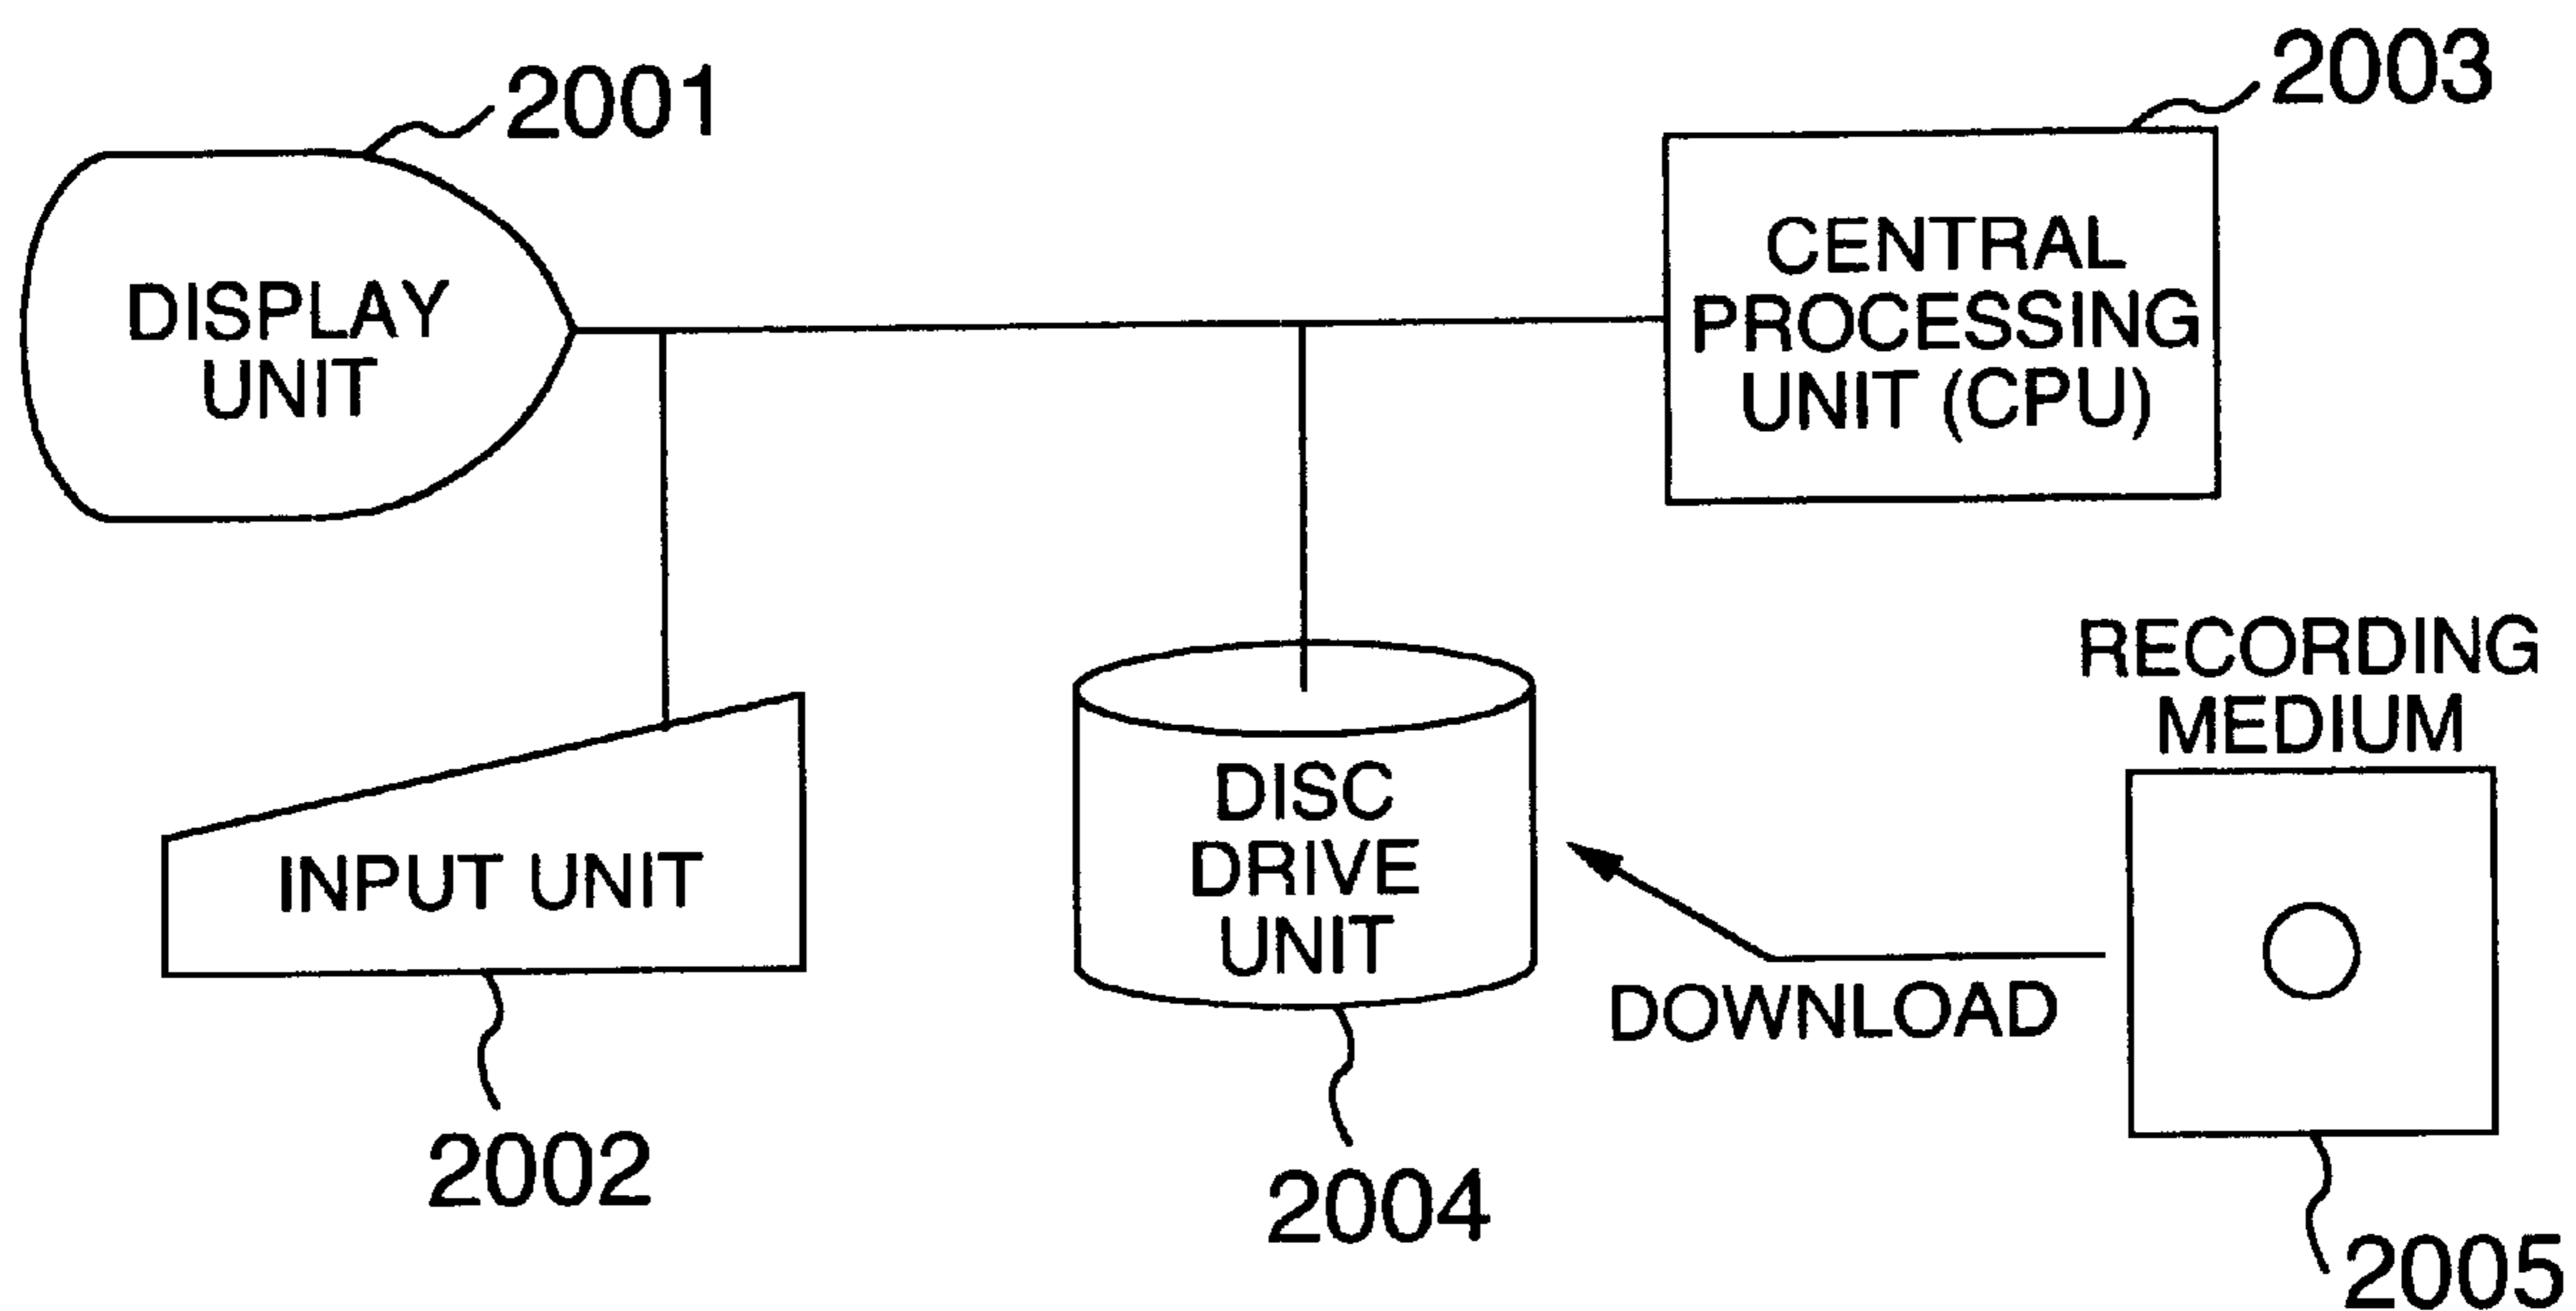 2001
2003
DISPLAY
UNIT
CENTRAL
PROCESSING
UNIT (CPU)
RECORDING
MEDIUM
INPUT UNIT
DISC
DRIVE
UNIT
DOWNLOAD
2002
2004
2005